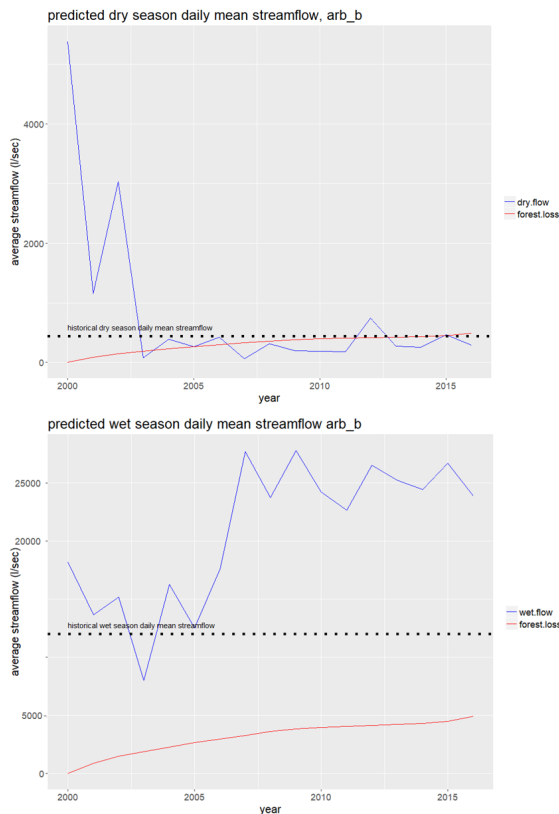 predicted dry season daily mean streamflow, arb_b
average streamflow (l/sec)
4000
2000
0
historical dry season daily mean streamflow
dry.flow
forest.loss
2000 2005 2010 2015
year
predicted wet season daily mean streamflow arb_b
average streamflow (l/sec)
25000
20000
historical wet season daily mean streamflow
5000
0
wet.flow
forest.loss
2000 2005 2010 2015
year